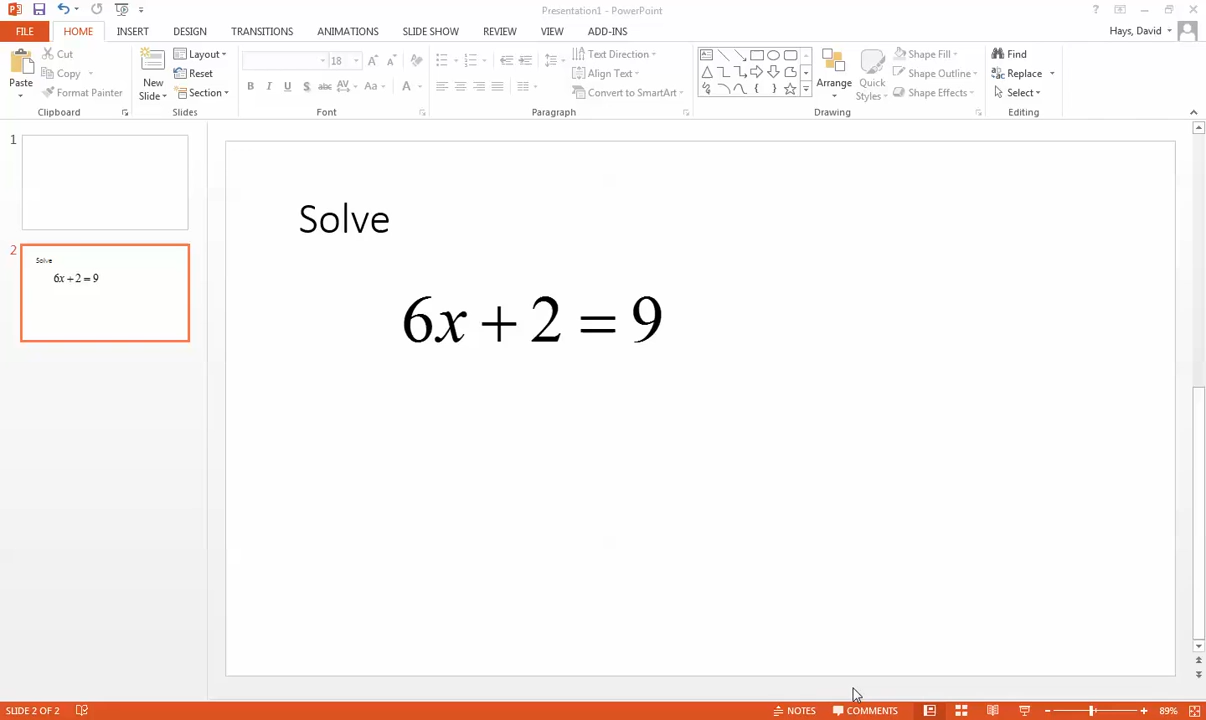 Presentation1 - PowerPoint
FILE HOME INSERT DESIGN TRANSITIONS ANIMATIONS SLIDE SHOW REVIEW VIEW ADD-INS Hays, David
Paste
Cut
Copy
Format Painter
Clipboard
New Slide
Layout
Reset
Section
Slides
18
B I U S abc AV Aa A
Font
Text Direction
Align Text
Convert to SmartArt
Paragraph
Arrange
Quick Styles
Shape Fill
Shape Outline
Shape Effects
Drawing
Find
Replace
Select
Editing
1
2
Solve
6x + 2 = 9
Solve
6x + 2 = 9
SLIDE 2 OF 2 NOTES COMMENTS 89%